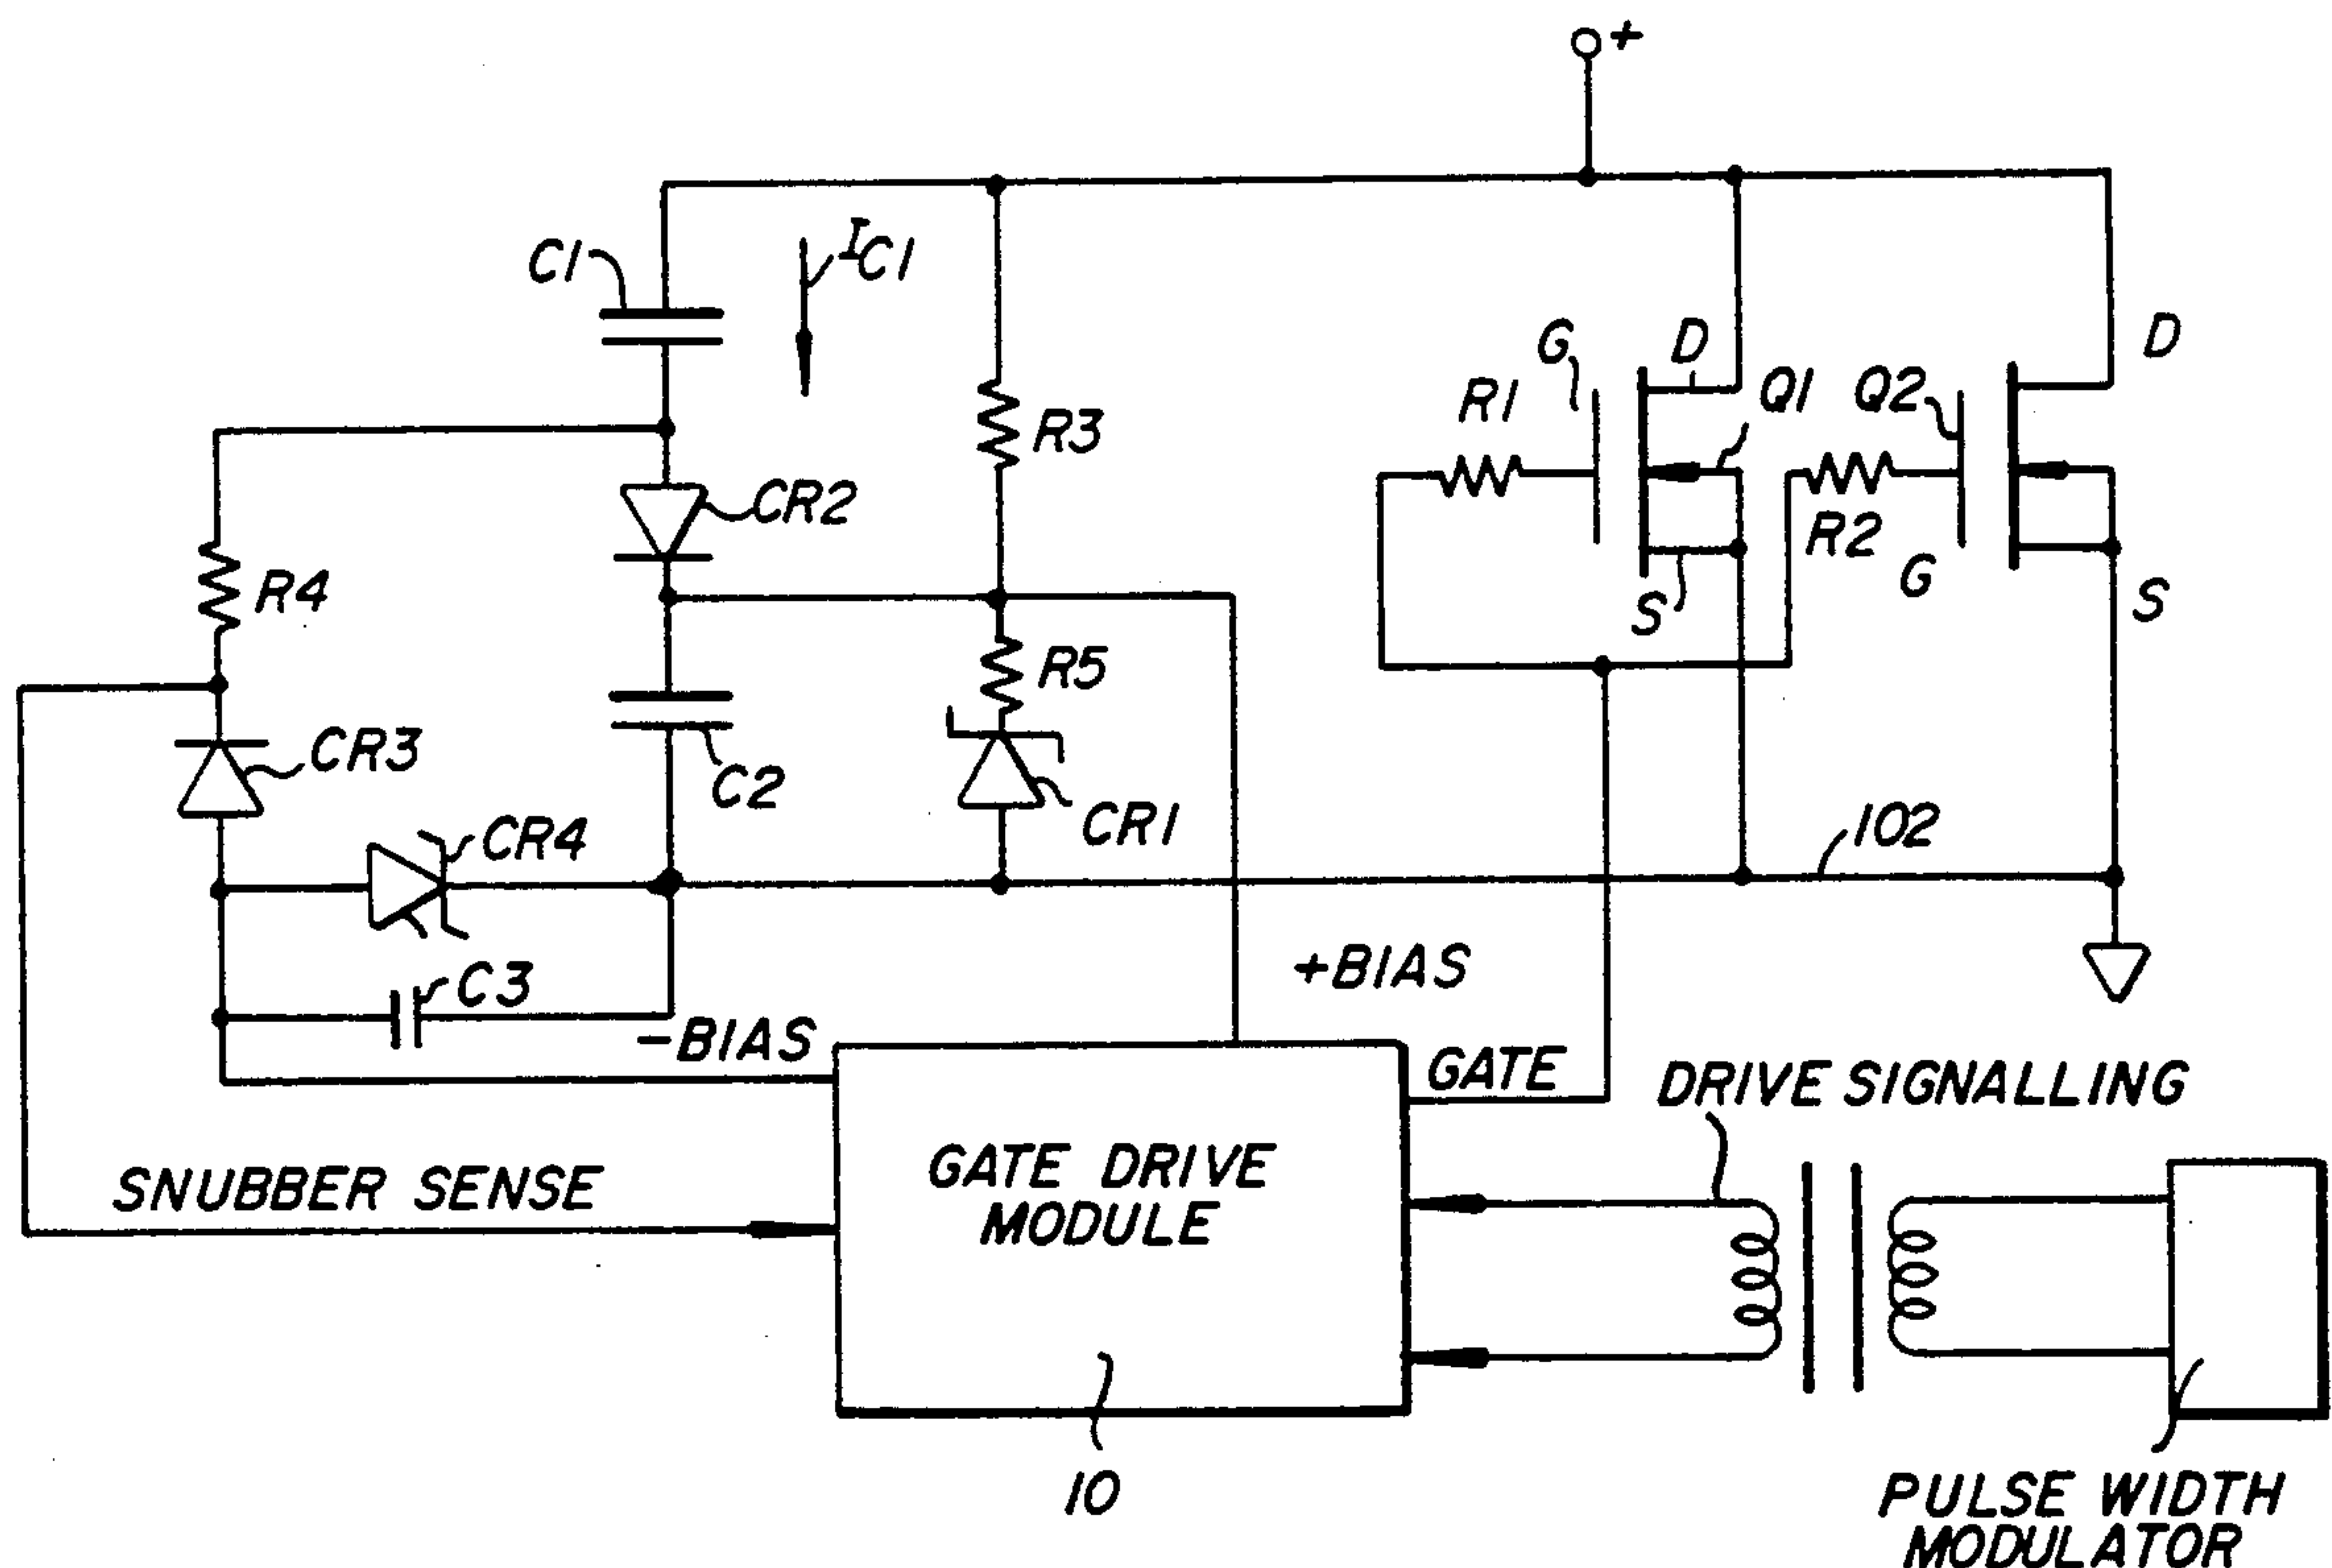 +
C1
IC1
G
D
D
R1
Q1
Q2
R3
CR2
R2
G
R4
S
S
R5
CR3
C2
CR4
CR1
102
+BIAS
C3
-BIAS
GATE
DRIVE SIGNALLING
GATE DRIVE
MODULE
SNUBBER SENSE
10
PULSE WIDTH
MODULATOR